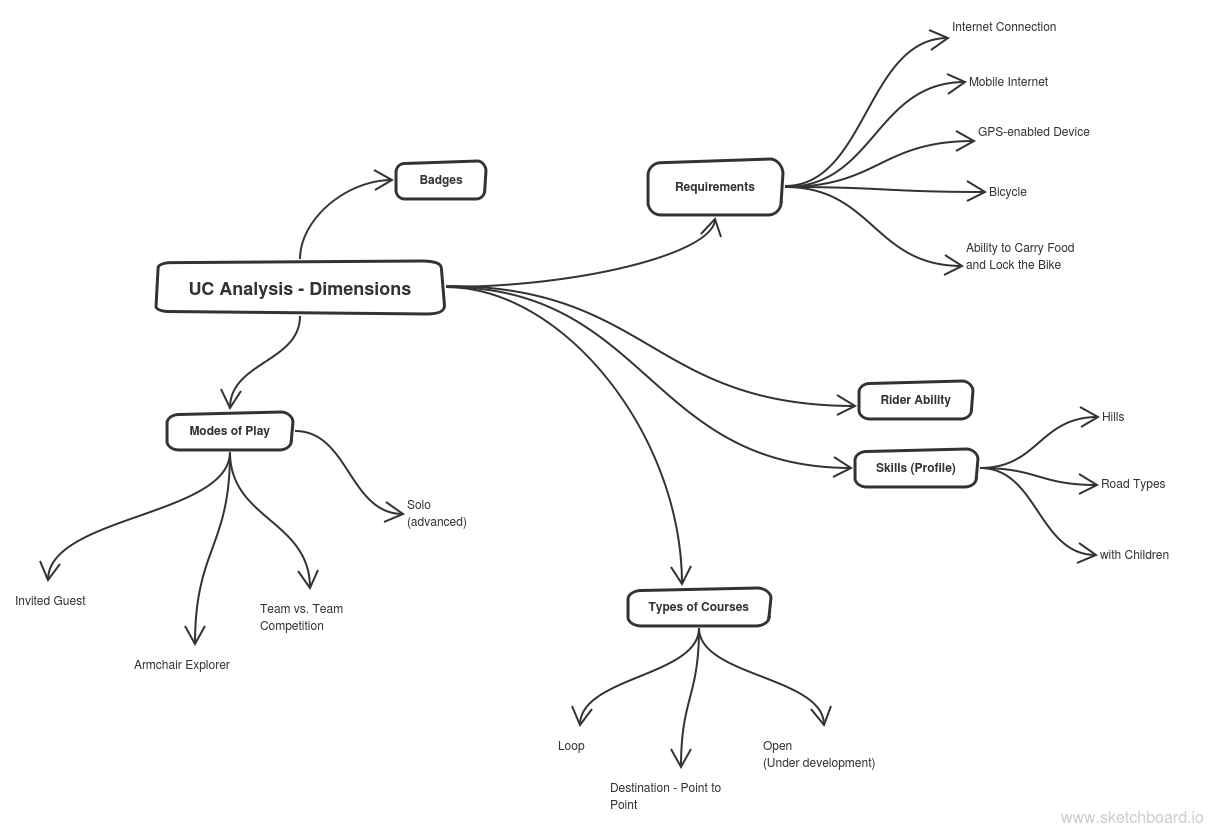 Internet Connection
Mobile Internet
GPS-enabled Device
Badges
Requirements
Bicycle
Ability to Carry Food
and Lock the Bike
UC Analysis - Dimensions
Rider Ability
Hills
Modes of Play
Skills (Profile)
Road Types
Solo
(advanced)
with Children
Invited Guest
Team vs. Team
Competition
Types of Courses
Armchair Explorer
Loop
Open
(Under development)
Destination - Point to
Point
www.sketchboard.io